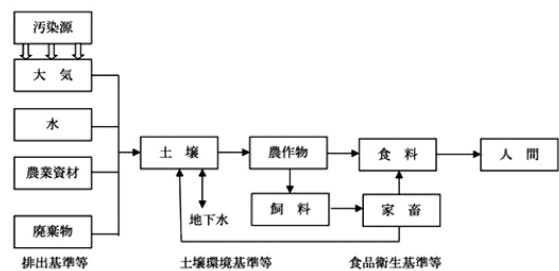 汚染源
大　気
水
農業資材
廃棄物
土　壌
農作物
食　料
人　間
飼　料
家　畜
地下水
排出基準等
土壌環境基準等
食品衛生基準等